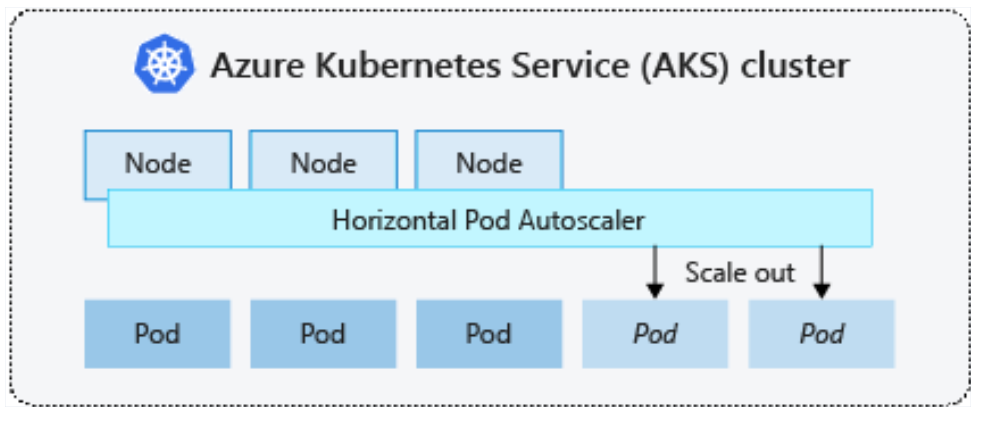 Azure Kubernetes Service (AKS) cluster
Node Node Node
Horizontal Pod Autoscaler
Scale out
Pod Pod Pod Pod Pod